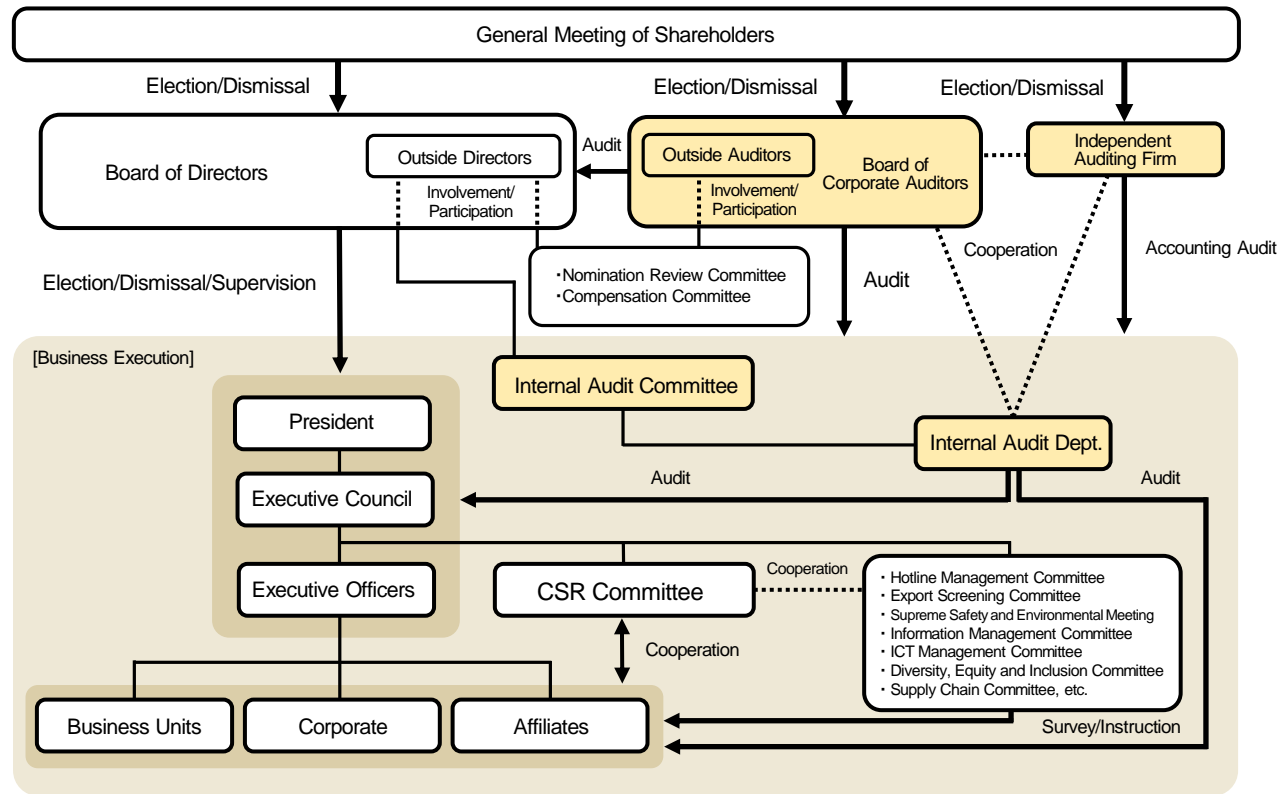 General Meeting of Shareholders
Election/Dismissal
Election/Dismissal
Election/Dismissal
Board of Directors
Outside Directors
Involvement/
Participation
Audit
Outside Auditors
Involvement/
Participation
Board of
Corporate Auditors
Independent
Auditing Firm
Cooperation
Accounting Audit
Election/Dismissal/Supervision
・Nomination Review Committee
・Compensation Committee
Audit
[Business Execution]
Internal Audit Committee
President
Internal Audit Dept.
Executive Council
Audit
Audit
Executive Officers
CSR Committee
Cooperation
・Hotline Management Committee
・Export Screening Committee
・Supreme Safety and Environmental Meeting
・Information Management Committee
・ICT Management Committee
・Diversity, Equity and Inclusion Committee
・Supply Chain Committee, etc.
Cooperation
Business Units
Corporate
Affiliates
Survey/Instruction